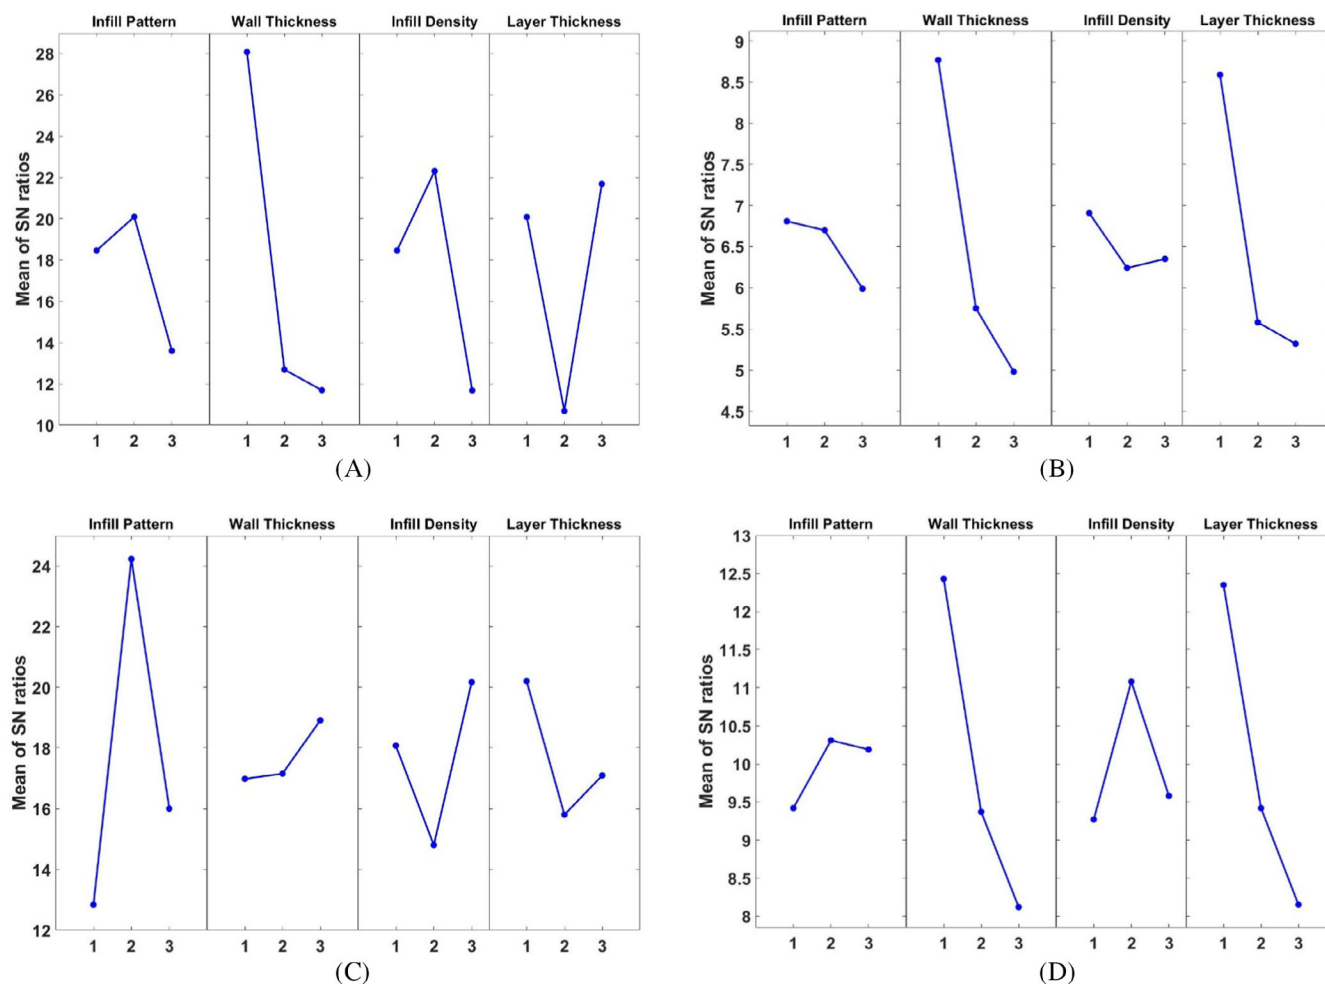 Infill Pattern Wall Thickness Infill Density Layer Thickness
28
26
24
22
20
18
16
14
12
10
Mean of SN ratios
1 2 3 1 2 3 1 2 3 1 2 3
(A)
Infill Pattern Wall Thickness Infill Density Layer Thickness
9
8.5
8
7.5
7
6.5
6
5.5
5
4.5
Mean of SN ratios
1 2 3 1 2 3 1 2 3 1 2 3
(B)
Infill Pattern Wall Thickness Infill Density Layer Thickness
24
22
20
18
16
14
12
Mean of SN ratios
1 2 3 1 2 3 1 2 3 1 2 3
(C)
Infill Pattern Wall Thickness Infill Density Layer Thickness
13
12.5
12
11.5
11
10.5
10
9.5
9
8.5
8
Mean of SN ratios
1 2 3 1 2 3 1 2 3 1 2 3
(D)